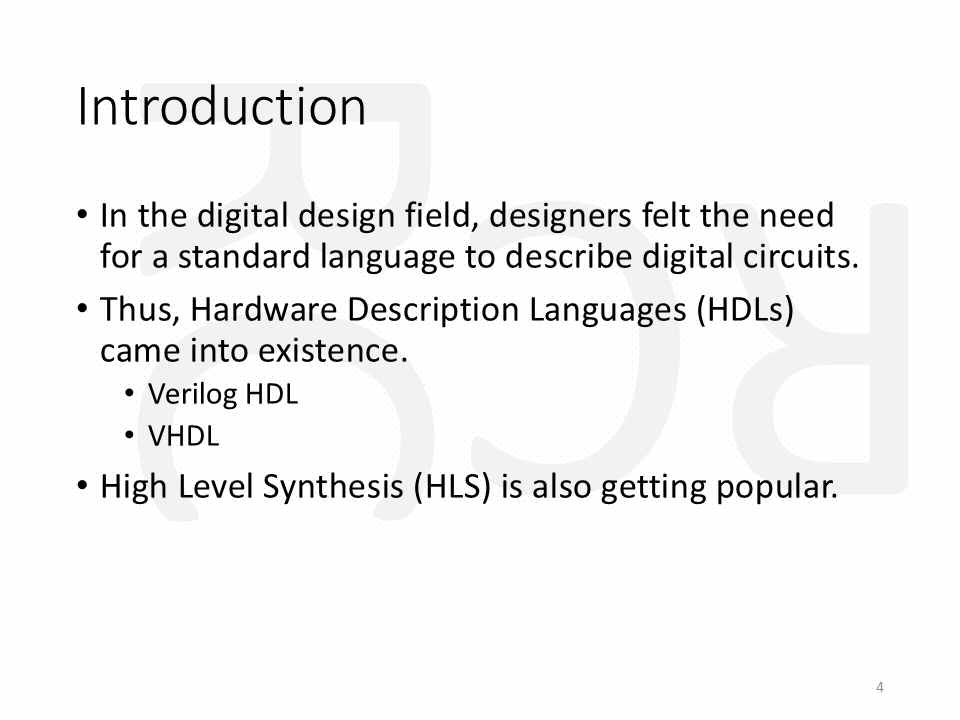 Introduction
• In the digital design field, designers felt the need
for a standard language to describe digital circuits.
• Thus, Hardware Description Languages (HDLs)
came into existence.
• Verilog HDL
• VHDL
• High Level Synthesis (HLS) is also getting popular.
4